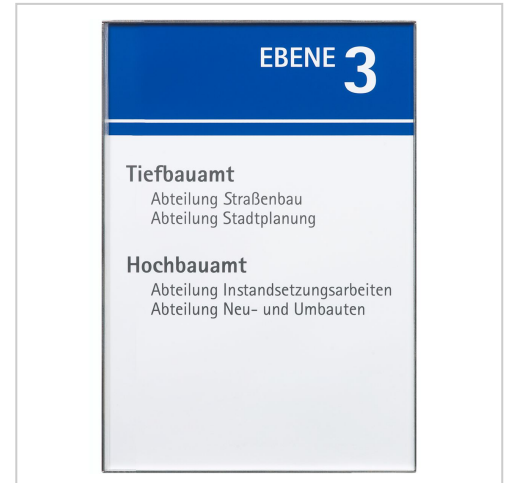 EBENE 3
Tiefbauamt
Abteilung Straßenbau
Abteilung Stadtplanung
Hochbauamt
Abteilung Instandsetzungsarbeiten
Abteilung Neu- und Umbauten